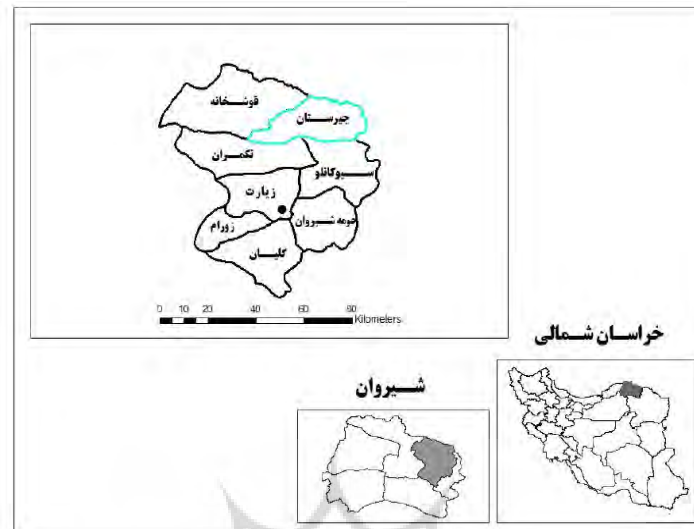 قوشخانه
جیرستان
تکمران
سیوکانلو
زیارت
زورام
حومه شیروان
گلیان
0 10 20 40 60 80
Kilometers
خراسان شمالی
شیروان